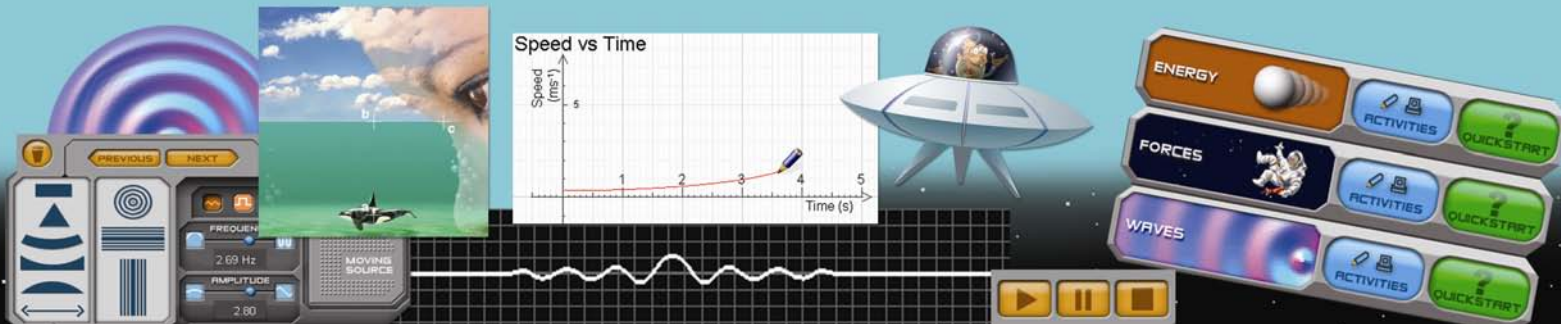 PREVIOUS
NEXT
FREQUEN
2.69 Hz
AMPLITUDE
2.80
MOVING
SOURCE
b
c
Speed vs Time
Speed
(ms⁻¹)
5
1
2
3
4
5
Time (s)
ENERGY
ACTIVITIES
?
QUICKSTART
FORCES
ACTIVITIES
?
QUICKSTART
WAVES
ACTIVITIES
?
QUICKSTART